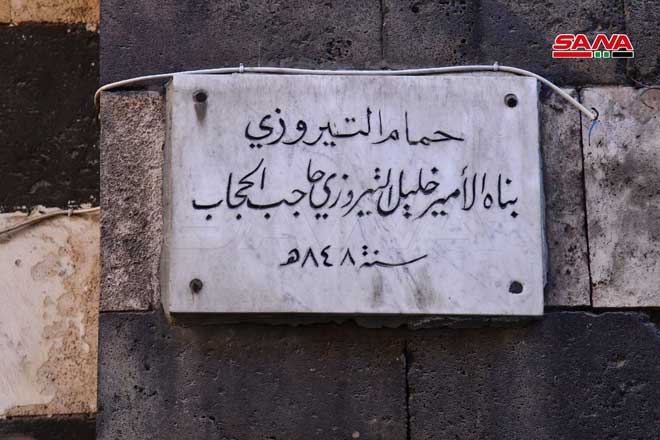 SANA
حمام التيروزي
بناه الأمير خليل التيروزي حاجب الحجاب
سنة ٨٤٨هـ